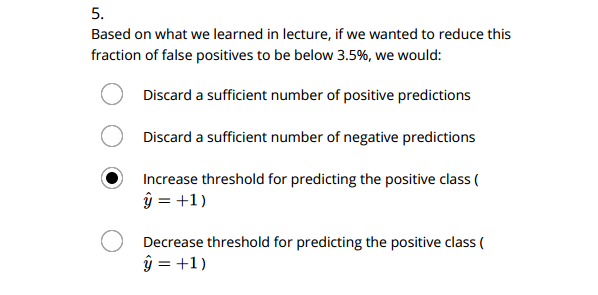 5.
Based on what we learned in lecture, if we wanted to reduce this
fraction of false positives to be below 3.5%, we would:
Discard a sufficient number of positive predictions
Discard a sufficient number of negative predictions
Increase threshold for predicting the positive class (
ŷ = +1)
Decrease threshold for predicting the positive class (
ŷ = +1)